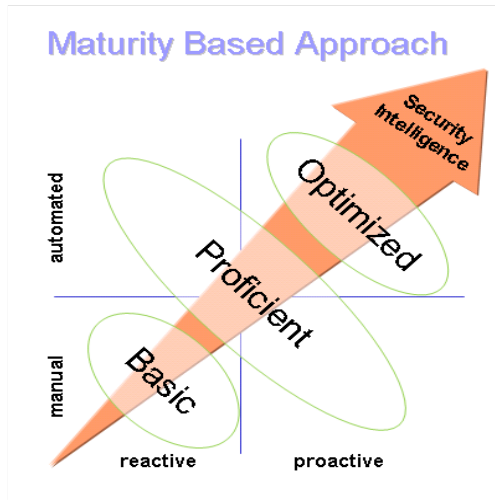 Maturity Based Approach
Security
Intelligence
automated
Optimized
Proficient
manual
Basic
reactive
proactive